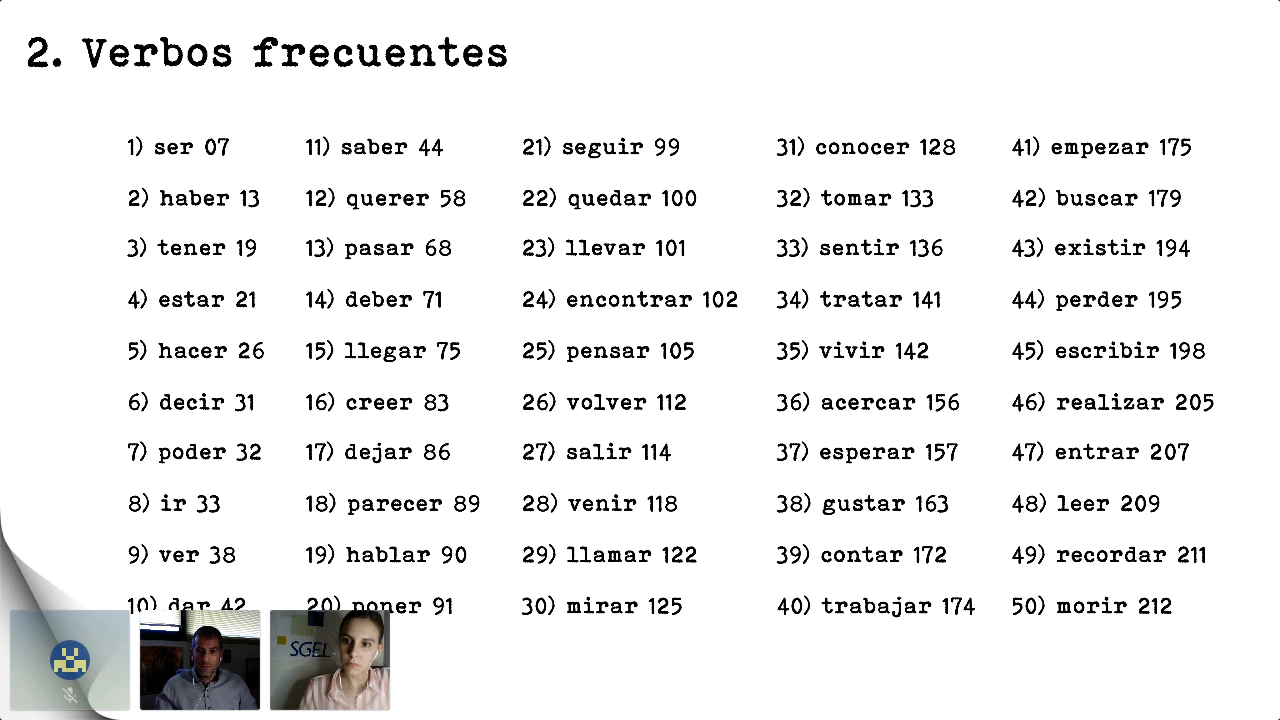 2. Verbos frecuentes
1) ser 07
2) haber 13
3) tener 19
4) estar 21
5) hacer 26
6) decir 31
7) poder 32
8) ir 33
9) ver 38
10) dar 42
11) saber 44
12) querer 58
13) pasar 68
14) deber 71
15) llegar 75
16) creer 83
17) dejar 86
18) parecer 89
19) hablar 90
20) poner 91
21) seguir 99
22) quedar 100
23) llevar 101
24) encontrar 102
25) pensar 105
26) volver 112
27) salir 114
28) venir 118
29) llamar 122
30) mirar 125
31) conocer 128
32) tomar 133
33) sentir 136
34) tratar 141
35) vivir 142
36) acercar 156
37) esperar 157
38) gustar 163
39) contar 172
40) trabajar 174
41) empezar 175
42) buscar 179
43) existir 194
44) perder 195
45) escribir 198
46) realizar 205
47) entrar 207
48) leer 209
49) recordar 211
50) morir 212
SGEL